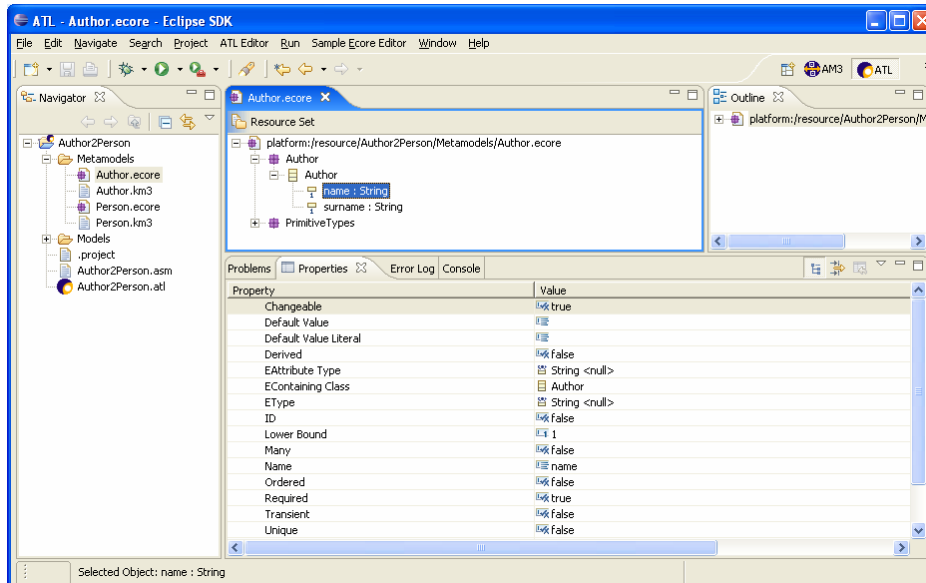 ATL - Author.ecore - Eclipse SDK
File Edit Navigate Search Project ATL Editor Run Sample Ecore Editor Window Help
AM3 ATL
Navigator
Author2Person
Metamodels
Author.ecore
Author.km3
Person.ecore
Person.km3
Models
.project
Author2Person.asm
Author2Person.atl
Author.ecore
Resource Set
platform:/resource/Author2Person/Metamodels/Author.ecore
Author
Author
name : String
surname : String
PrimitiveTypes
Outline
platform:/resource/Author2Person/M
Problems Properties Error Log Console
Property Value
Changeable true
Default Value
Default Value Literal
Derived false
EAttribute Type String <null>
EContaining Class Author
EType String <null>
ID false
Lower Bound 1
Many false
Name name
Ordered false
Required true
Transient false
Unique false
Selected Object: name : String